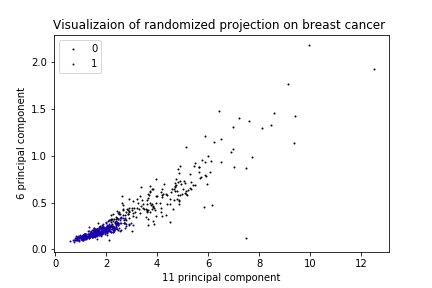 Visualizaion of randomized projection on breast cancer
0
1
2.0
1.5
1.0
0.5
0.0
6 principal component
0 2 4 6 8 10 12
11 principal component